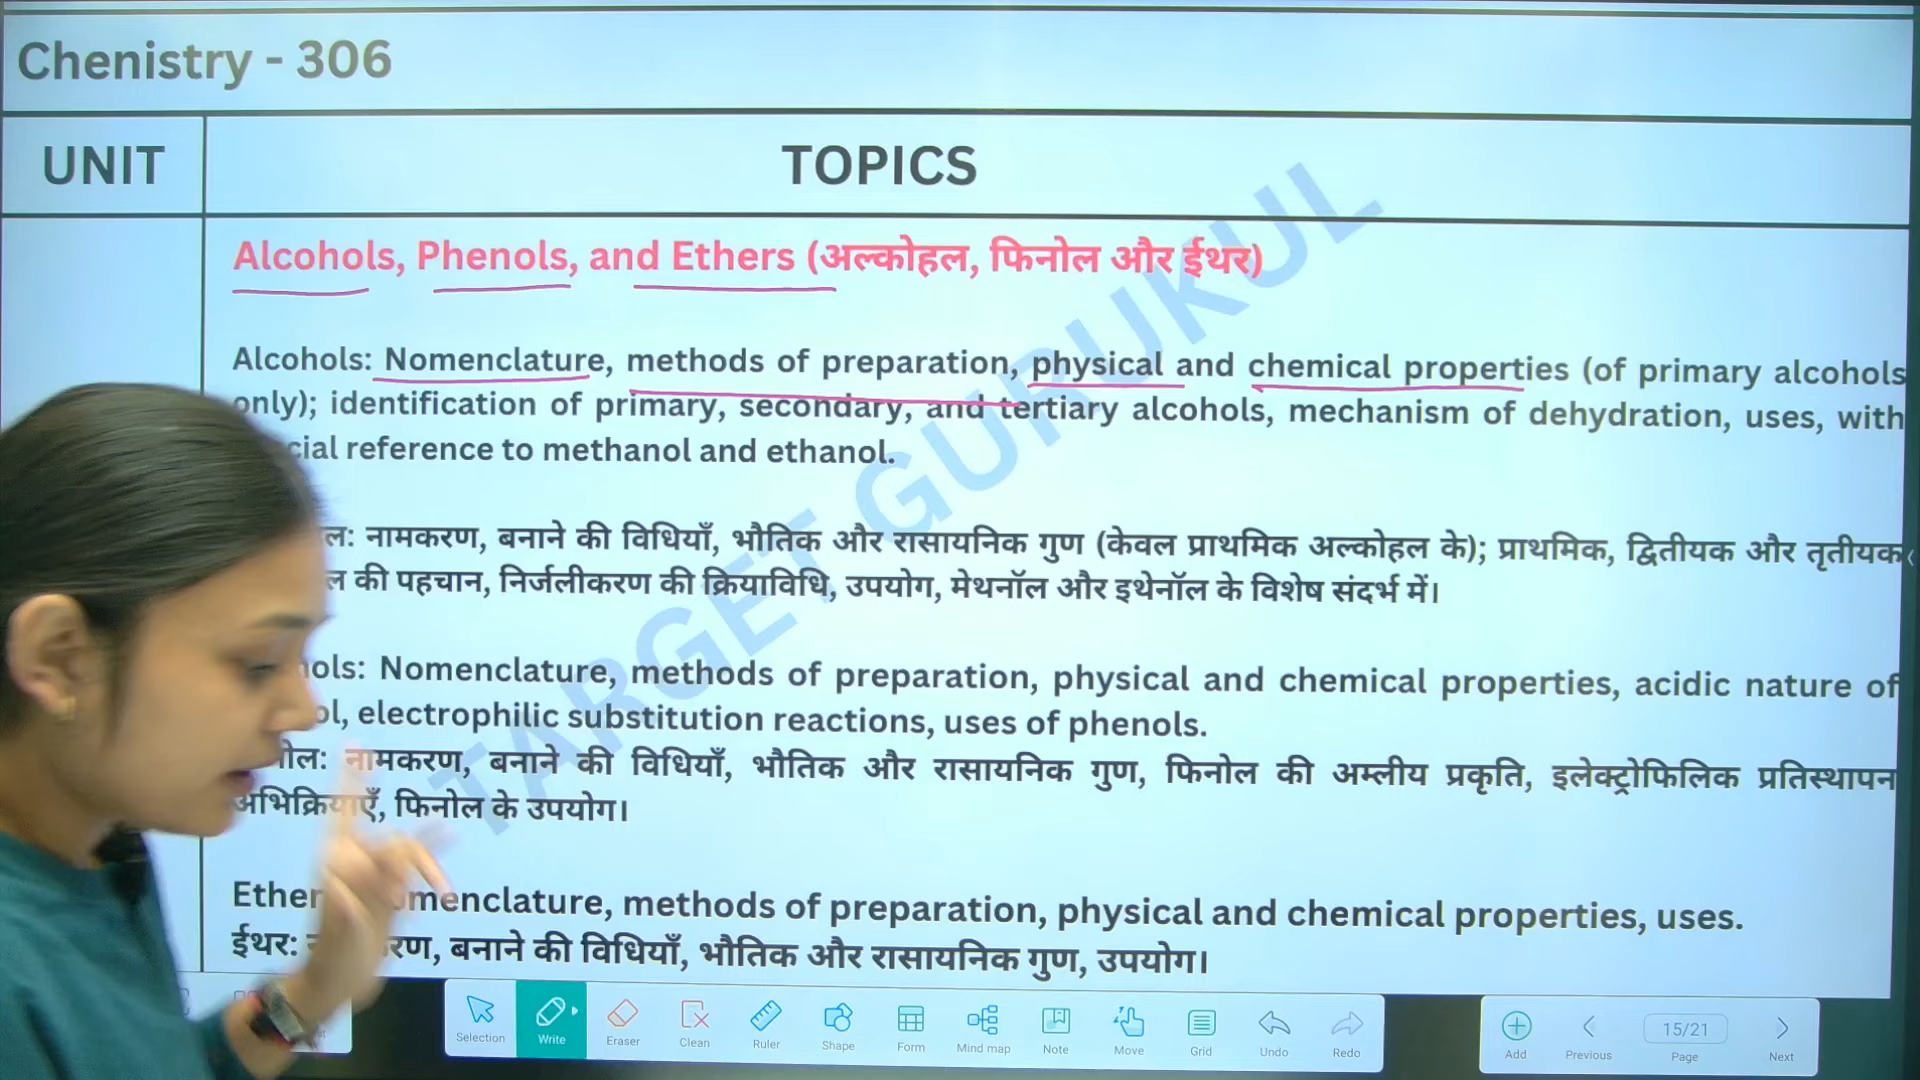 Chenistry - 306
UNIT
TOPICS
Alcohols, Phenols, and Ethers (अल्कोहल, फिनोल और ईथर)
Alcohols: Nomenclature, methods of preparation, physical and chemical properties (of primary alcohols
only); identification of primary, secondary, and tertiary alcohols, mechanism of dehydration, uses, with
reference to methanol and ethanol.
नामकरण, बनाने की विधियाँ, भौतिक और रासायनिक गुण (केवल प्राथमिक अल्कोहल के); प्राथमिक, द्वितीयक और तृतीयक
की पहचान, निर्जलीकरण की क्रियाविधि, उपयोग, मेथनॉल और इथेनॉल के विशेष संदर्भ में।
Nomenclature, methods of preparation, physical and chemical properties, acidic nature of
electrophilic substitution reactions, uses of phenols.
नामकरण, बनाने की विधियाँ, भौतिक और रासायनिक गुण, फिनोल की अम्लीय प्रकृति, इलेक्ट्रोफिलिक प्रतिस्थापन
अभिक्रियाएँ, फिनोल के उपयोग।
methods of preparation, physical and chemical properties, uses.
ईथर: बनाने की विधियाँ, भौतिक और रासायनिक गुण, उपयोग।
TARGET GURUKUL
Selection
Write
Eraser
Clean
Ruler
Shape
Form
Mind map
Note
Move
Grid
Undo
Redo
Add
Previous
15/21
Page
Next